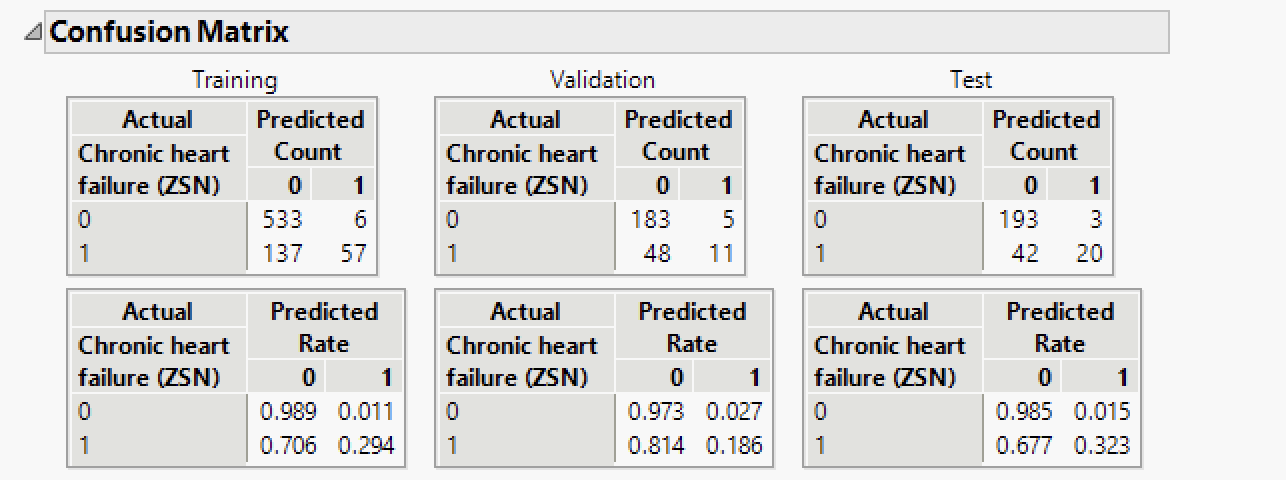 Confusion Matrix
Training Validation Test
Actual Predicted Actual Predicted Actual Predicted
Chronic heart Count Chronic heart Count Chronic heart Count
failure (ZSN) 0 1 failure (ZSN) 0 1 failure (ZSN) 0 1
0 533 6 0 183 5 0 193 3
1 137 57 1 48 11 1 42 20
Actual Predicted Actual Predicted Actual Predicted
Chronic heart Rate Chronic heart Rate Chronic heart Rate
failure (ZSN) 0 1 failure (ZSN) 0 1 failure (ZSN) 0 1
0 0.989 0.011 0 0.973 0.027 0 0.985 0.015
1 0.706 0.294 1 0.814 0.186 1 0.677 0.323